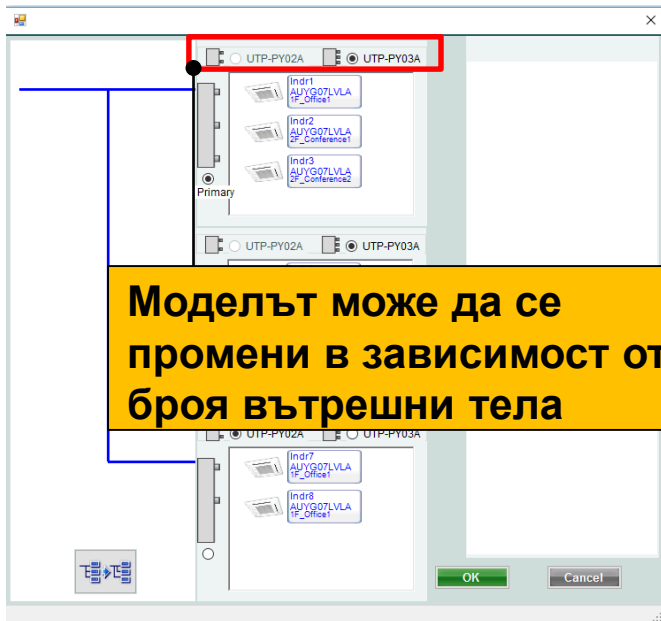 UTP-PY02A UTP-PY03A
Indr1
AUYG07LVLA
1F_Office1
Indr2
AUYG07LVLA
2F_Conference1
Indr3
AUYG07LVLA
2F_Conference2
Primary
UTP-PY02A UTP-PY03A
Моделът може да се
промени в зависимост от
броя вътрешни тела
UTP-PY02A UTP-PY03A
Indr7
AUYG07LVLA
1F_Office1
Indr8
AUYG07LVLA
1F_Office1
OK Cancel